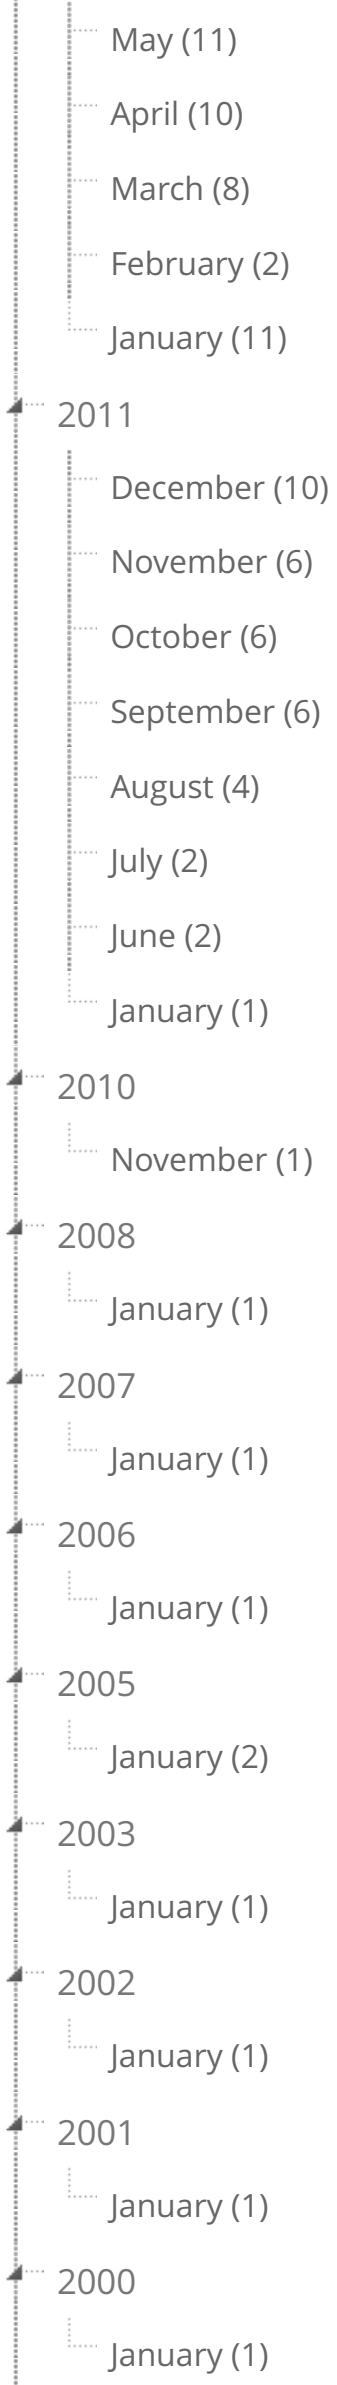 May (11)
April (10)
March (8)
February (2)
January (11)
2011
December (10)
November (6)
October (6)
September (6)
August (4)
July (2)
June (2)
January (1)
2010
November (1)
2008
January (1)
2007
January (1)
2006
January (1)
2005
January (2)
2003
January (1)
2002
January (1)
2001
January (1)
2000
January (1)